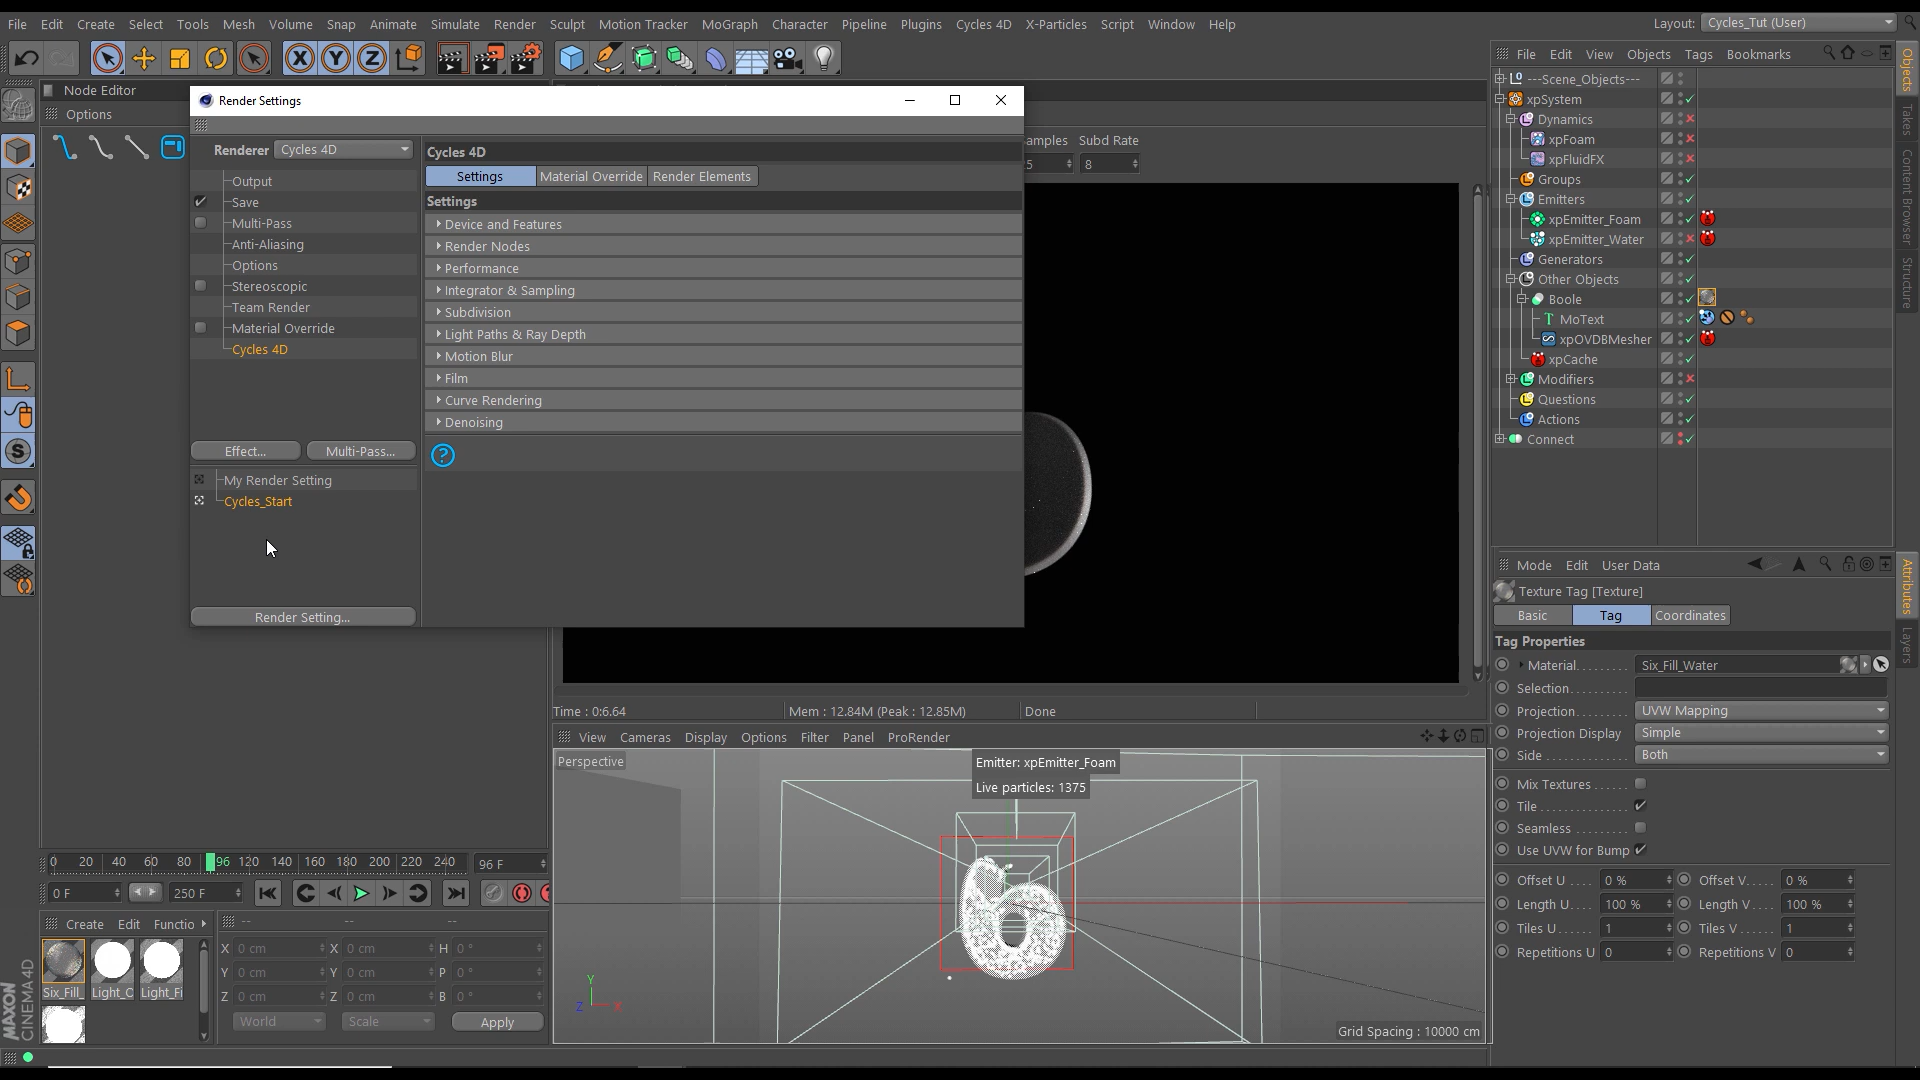 File Edit Create Select Tools Mesh Volume Snap Animate Simulate Render Sculpt Motion Tracker MoGraph Character Pipeline Plugins Cycles 4D X-Particles Script Window Help
Layout: Cycles_Tut (User)
Node Editor
Options
Render Settings
Renderer Cycles 4D
Output
Save
Multi-Pass
Anti-Aliasing
Options
Stereoscopic
Team Render
Material Override
Cycles 4D
Effect... Multi-Pass...
My Render Setting
Cycles_Start
Render Setting...
Cycles 4D
Settings Material Override Render Elements
Settings
Device and Features
Render Nodes
Performance
Integrator & Sampling
Subdivision
Light Paths & Ray Depth
Motion Blur
Film
Curve Rendering
Denoising
?
amples Subd Rate
5 8
Time : 0:6.64 Mem : 12.84M (Peak : 12.85M) Done
View Cameras Display Options Filter Panel ProRender
Perspective
Emitter: xpEmitter_Foam
Live particles: 1375
Y
Z X
Grid Spacing : 10000 cm
0 20 40 60 80 96 120 140 160 180 200 220 240 96 F
0 F 250 F
Create Edit Functio
Six_Fill_ Light_C Light_Fi
-- -- --
X 0 cm X 0 cm H 0 °
Y 0 cm Y 0 cm P 0 °
Z 0 cm Z 0 cm B 0 °
World Scale Apply
MAXON
CINEMA 4D
File Edit View Objects Tags Bookmarks
---Scene_Objects---
xpSystem
Dynamics
xpFoam
xpFluidFX
Groups
Emitters
xpEmitter_Foam
xpEmitter_Water
Generators
Other Objects
Boole
MoText
xpOVDBMesher
xpCache
Modifiers
Questions
Actions
Connect
Objects
Takes
Content Browser
Structure
Mode Edit User Data
Texture Tag [Texture]
Basic Tag Coordinates
Tag Properties
Material. . . . . . . . . Six_Fill_Water
Selection. . . . . . . . . .
Projection. . . . . . . . . UVW Mapping
Projection Display Simple
Side . . . . . . . . . . . . . Both
Mix Textures . . . . . .
Tile . . . . . . . . . . . . . .
Seamless . . . . . . . . .
Use UVW for Bump
Offset U . . . . 0 % Offset V. . . . . 0 %
Length U. . . . 100 % Length V . . . . 100 %
Tiles U. . . . . . 1 Tiles V . . . . . 1
Repetitions U 0 Repetitions V 0
Attributes
Layers